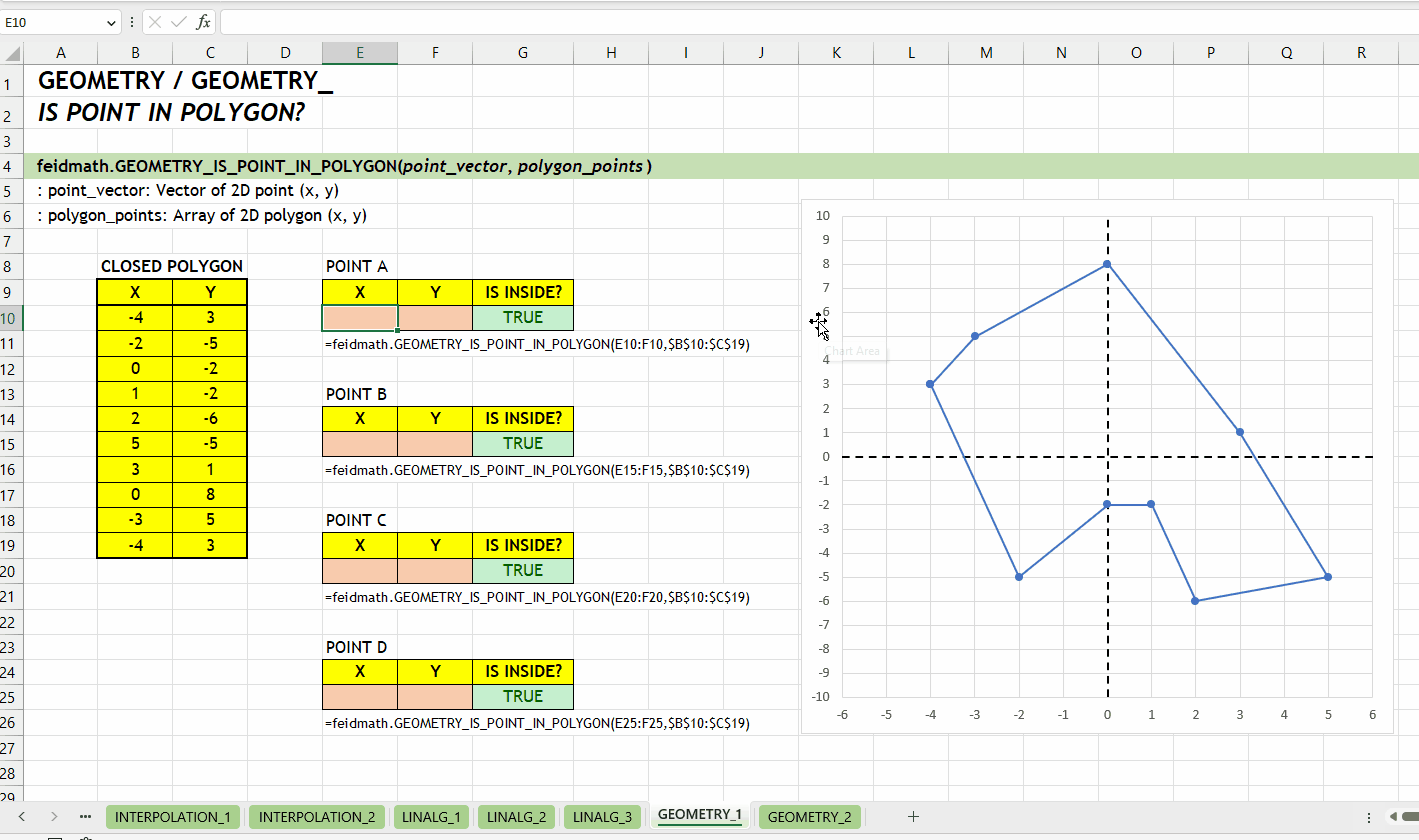 E10
fx
A B C D E F G H I J K L M N O P Q R
1 GEOMETRY / GEOMETRY_
2 IS POINT IN POLYGON?
3
4 feidmath.GEOMETRY_IS_POINT_IN_POLYGON(point_vector, polygon_points )
5 : point_vector: Vector of 2D point (x, y)
6 : polygon_points: Array of 2D polygon (x, y)
7
8 CLOSED POLYGON POINT A
9 X Y X Y IS INSIDE?
10 -4 3 TRUE
11 -2 -5 =feidmath.GEOMETRY_IS_POINT_IN_POLYGON(E10:F10,$B$10:$C$19)
12 0 -2
13 1 -2 POINT B
14 2 -6 X Y IS INSIDE?
15 5 -5 TRUE
16 3 1 =feidmath.GEOMETRY_IS_POINT_IN_POLYGON(E15:F15,$B$10:$C$19)
17 0 8
18 -3 5 POINT C
19 -4 3 X Y IS INSIDE?
20 TRUE
21 =feidmath.GEOMETRY_IS_POINT_IN_POLYGON(E20:F20,$B$10:$C$19)
22
23 POINT D
24 X Y IS INSIDE?
25 TRUE
26 =feidmath.GEOMETRY_IS_POINT_IN_POLYGON(E25:F25,$B$10:$C$19)
27
28
29
10
9
8
7
6
Chart Area
4
3
2
1
0
-1
-2
-3
-4
-5
-6
-7
-8
-9
-10
-6 -5 -4 -3 -2 -1 0 1 2 3 4 5 6
INTERPOLATION_1 INTERPOLATION_2 LINALG_1 LINALG_2 LINALG_3 GEOMETRY_1 GEOMETRY_2